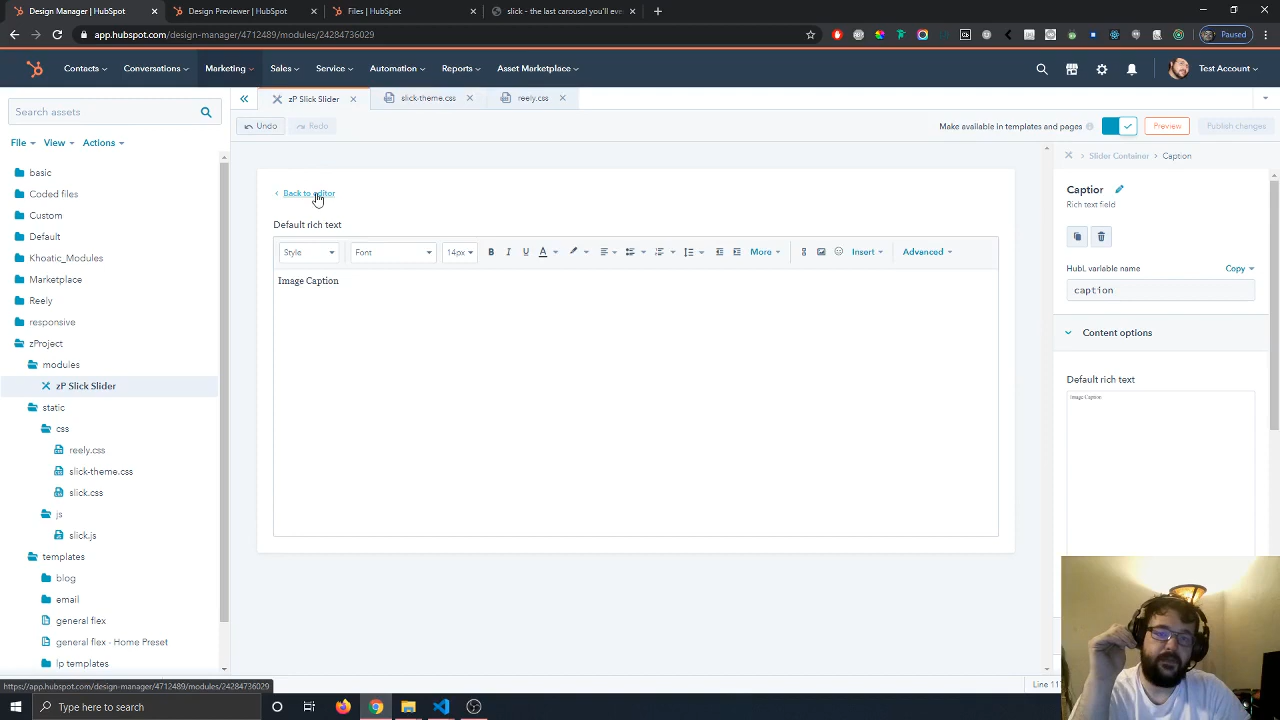 Design Manager | HubSpot
Design Previewer | HubSpot
Files | HubSpot
slick - the last carousel you'll eve
app.hubspot.com/design-manager/4712489/modules/24284736029
Paused
Contacts
Conversations
Marketing
Sales
Service
Automation
Reports
Asset Marketplace
Test Account
Search assets
zP Slick Slider
slick-theme.css
reely.css
Undo
Redo
Make available in templates and pages
Preview
Publish changes
File
View
Actions
basic
Coded files
Custom
Default
Khoatic_Modules
Marketplace
Reely
responsive
zProject
modules
zP Slick Slider
static
css
reely.css
slick-theme.css
slick.css
js
slick.js
templates
blog
email
general flex
general flex - Home Preset
lp templates
Back to editor
Default rich text
Style
Font
14px
B
I
U
A
More
Insert
Advanced
Image Caption
Slider Container > Caption
Caption
Rich text field
HubL variable name
Copy
caption
Content options
Default rich text
Image Caption
https://app.hubspot.com/design-manager/4712489/modules/24284736029
Type here to search